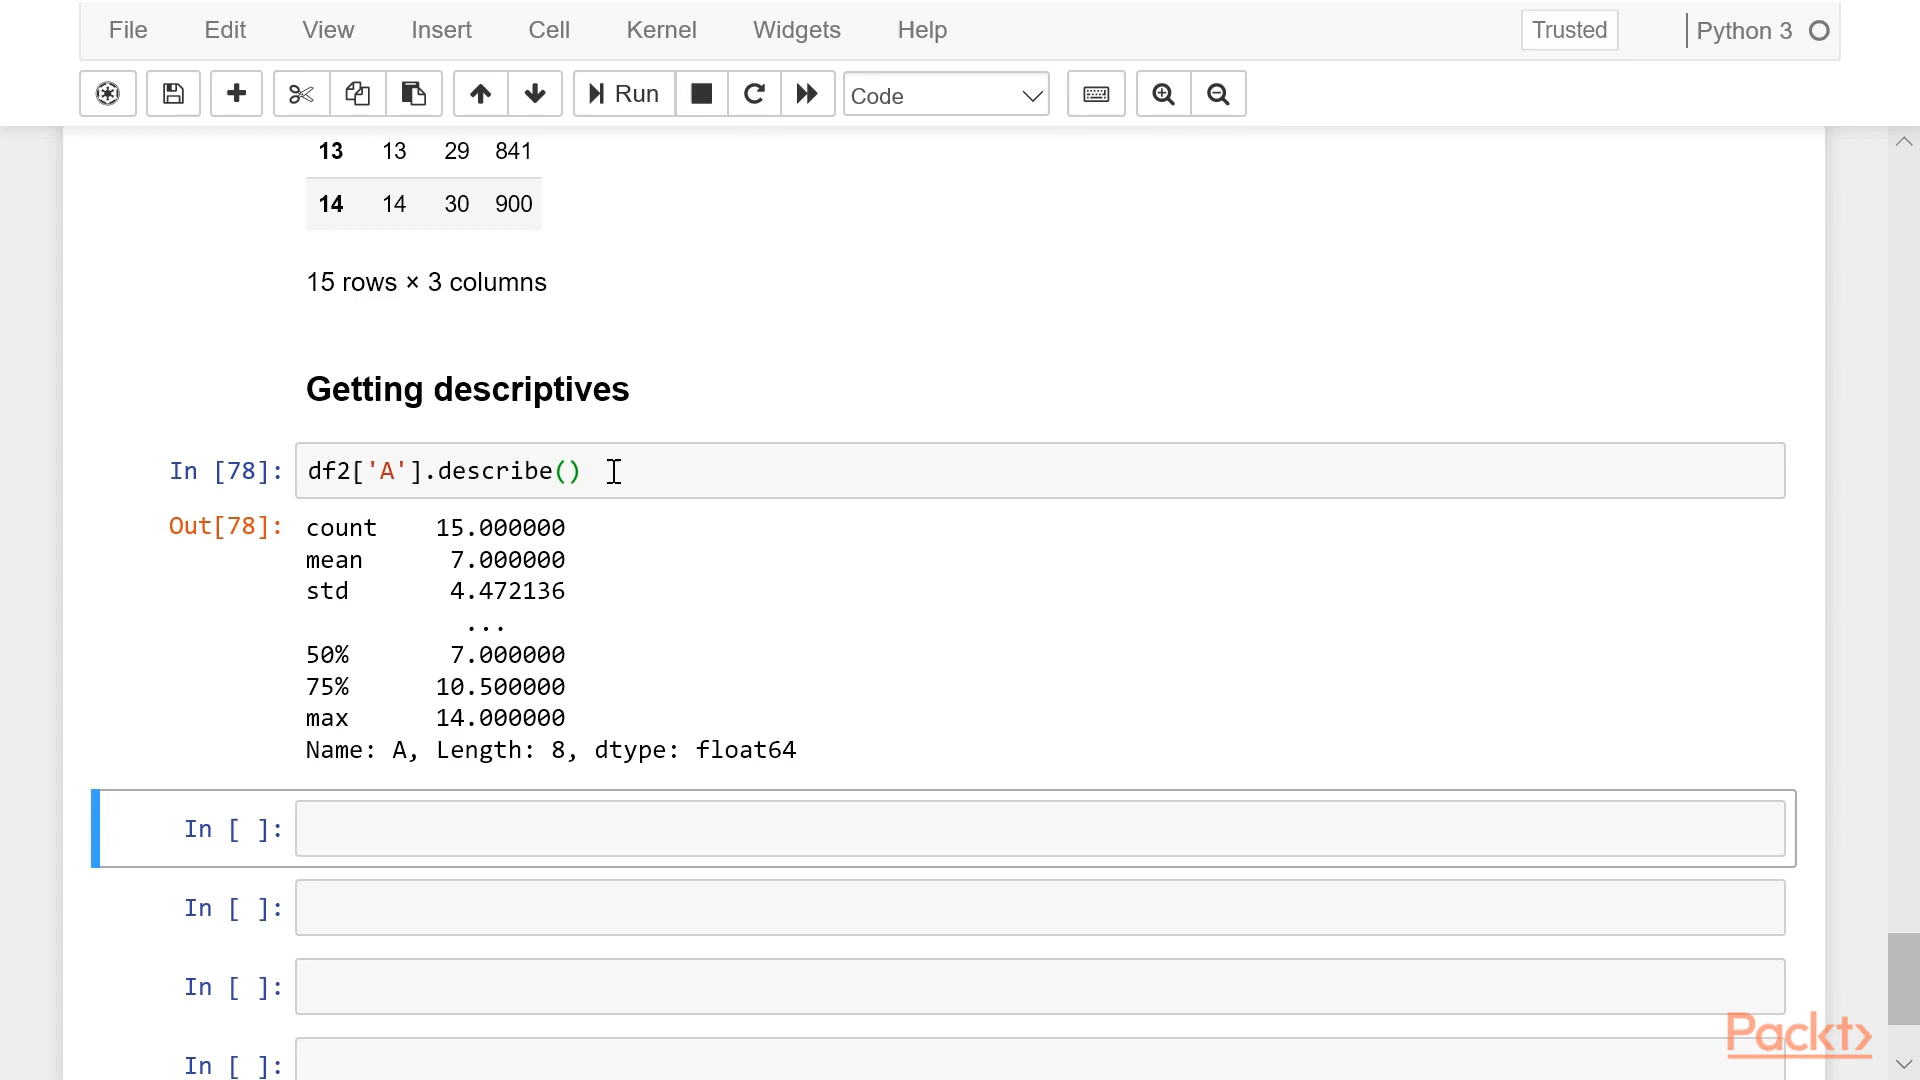 File Edit View Insert Cell Kernel Widgets Help Trusted Python 3
Run Code
13 13 29 841
14 14 30 900
15 rows × 3 columns
Getting descriptives
In [78]: df2['A'].describe()
Out[78]: count 15.000000
mean 7.000000
std 4.472136
...
50% 7.000000
75% 10.500000
max 14.000000
Name: A, Length: 8, dtype: float64
In [ ]:
In [ ]:
In [ ]:
In [ ]:
Packt>